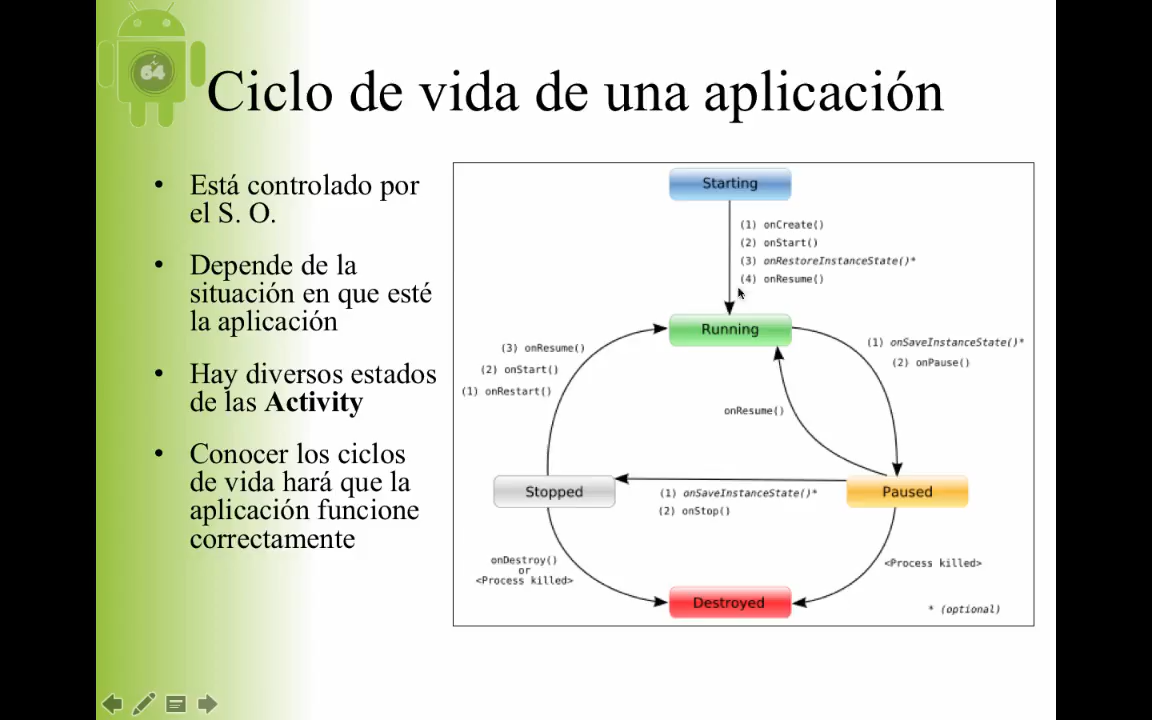 64
Ciclo de vida de una aplicación
• Está controlado por
el S. O.
• Depende de la
situación en que esté
la aplicación
• Hay diversos estados
de las Activity
• Conocer los ciclos
de vida hará que la
aplicación funcione
correctamente
Starting
(1) onCreate()
(2) onStart()
(3) onRestoreInstanceState()*
(4) onResume()
Running
(3) onResume()
(2) onStart()
(1) onRestart()
(1) onSaveInstanceState()*
(2) onPause()
onResume()
Stopped
(1) onSaveInstanceState()*
(2) onStop()
Paused
onDestroy()
or
<Process killed>
<Process killed>
Destroyed
* (optional)